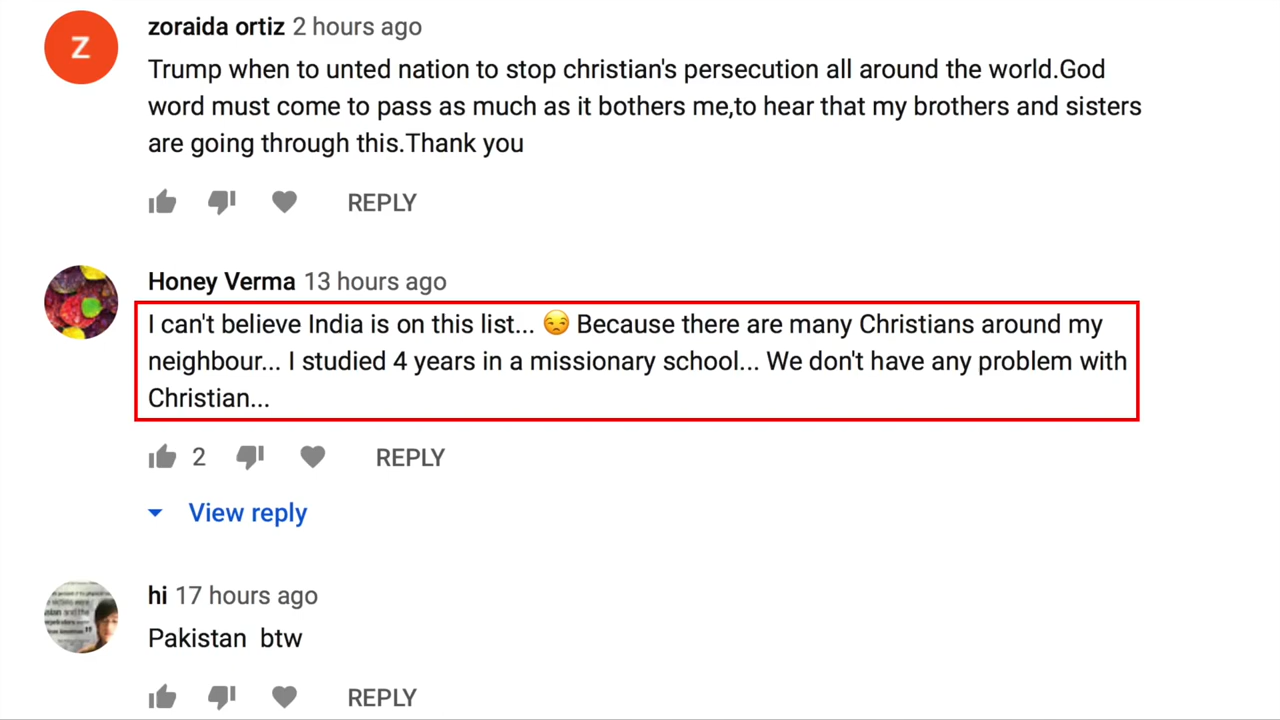 Z
zoraida ortiz 2 hours ago
Trump when to unted nation to stop christian's persecution all around the world.God
word must come to pass as much as it bothers me,to hear that my brothers and sisters
are going through this.Thank you
REPLY
Honey Verma 13 hours ago
I can't believe India is on this list... 😒 Because there are many Christians around my
neighbour... I studied 4 years in a missionary school... We don't have any problem with
Christian...
2 REPLY
View reply
hi 17 hours ago
Pakistan btw
REPLY